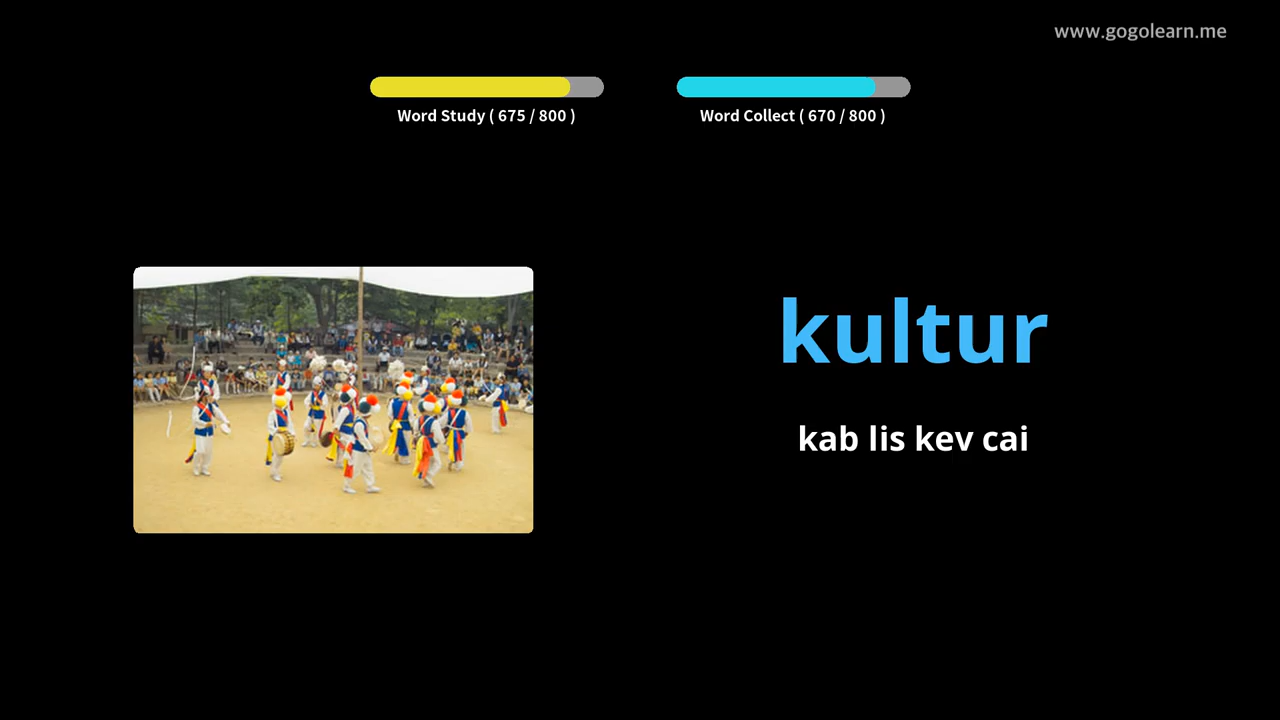 www.gogolearn.me
Word Study ( 675 / 800 )
Word Collect ( 670 / 800 )
kultur
kab lis kev cai